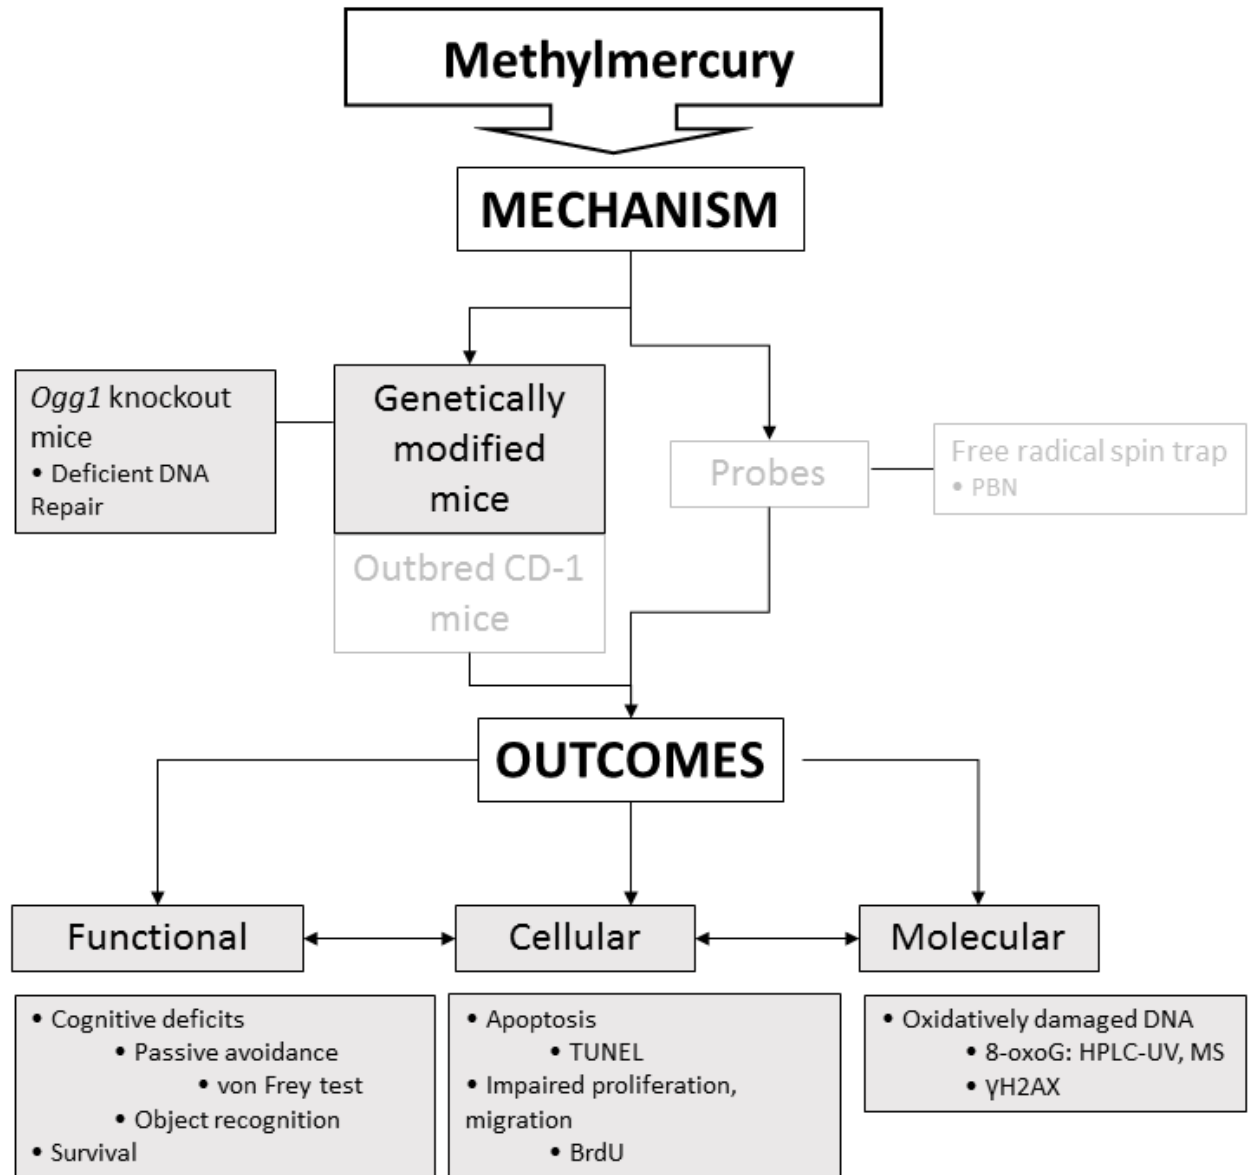 Methylmercury
MECHANISM
Ogg1 knockout
mice
• Deficient DNA
Repair
Genetically
modified
mice
Outbred CD-1
mice
Probes
Free radical spin trap
• PBN
OUTCOMES
Functional
Cellular
Molecular
• Cognitive deficits
• Passive avoidance
• von Frey test
• Object recognition
• Survival
• Apoptosis
• TUNEL
• Impaired proliferation,
migration
• BrdU
• Oxidatively damaged DNA
• 8-oxoG: HPLC-UV, MS
• γH2AX